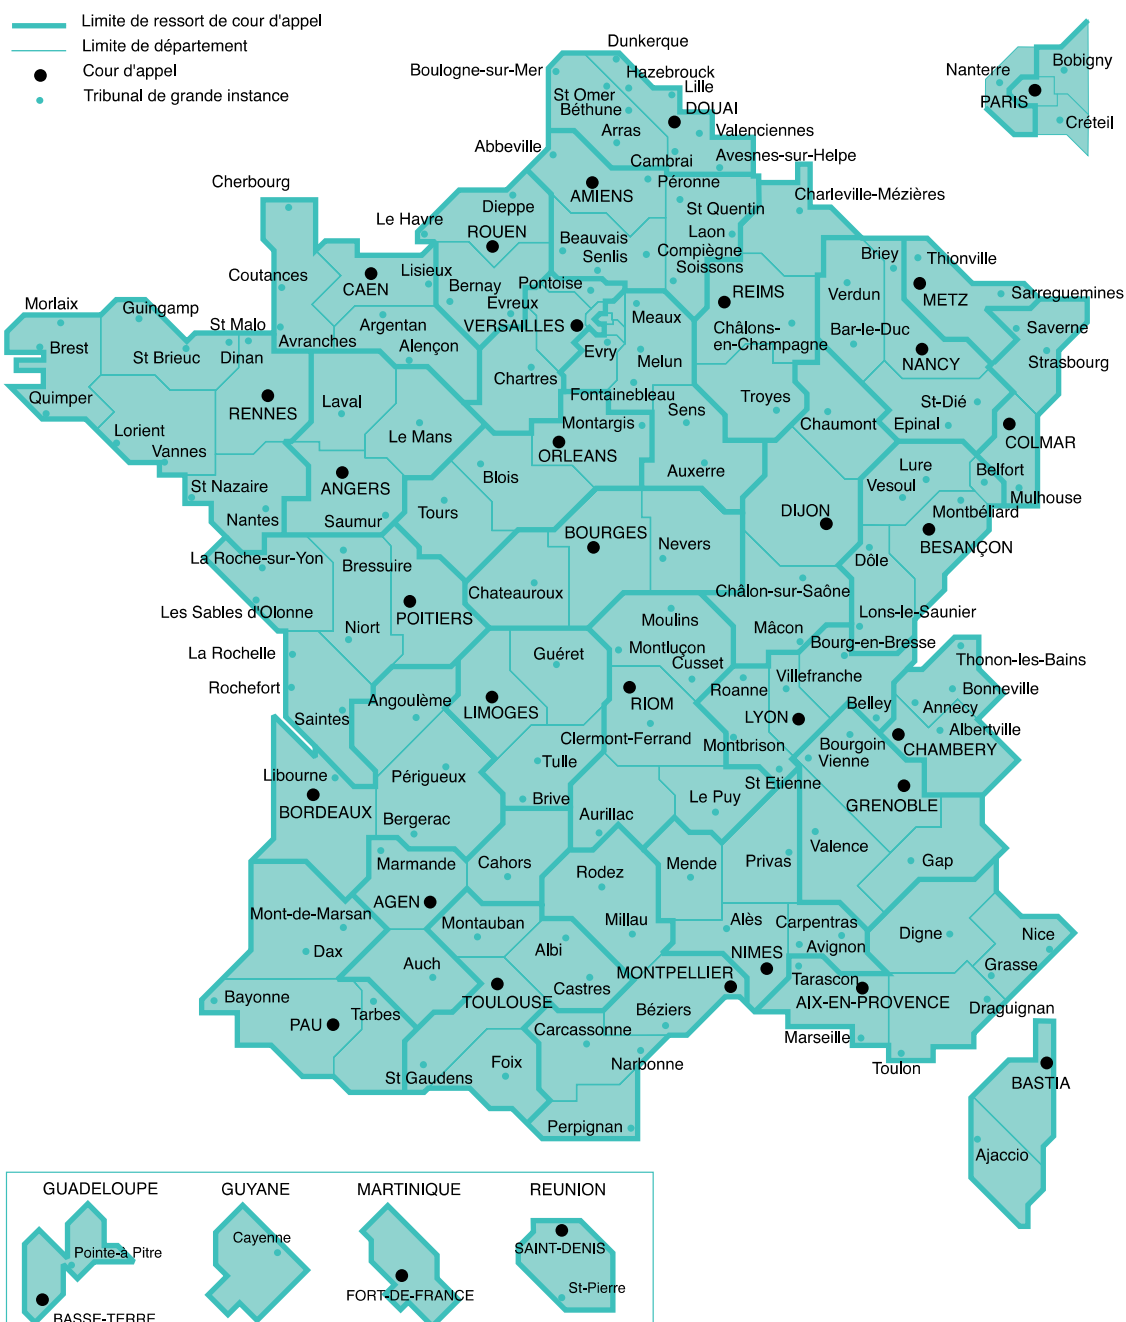 Limite de ressort de cour d'appel
Limite de département
Cour d'appel
Tribunal de grande instance
Dunkerque
Boulogne-sur-Mer
Hazebrouck
Lille
St Omer
Béthune
DOUAI
Arras
Valenciennes
Abbeville
Cambrai
Avesnes-sur-Helpe
Nanterre
Bobigny
PARIS
Créteil
Cherbourg
AMIENS
Péronne
Charleville-Mézières
Dieppe
St Quentin
Le Havre
ROUEN
Beauvais
Laon
Senlis
Compiègne
Soissons
Briey
Thionville
Coutances
CAEN
Lisieux
Bernay
Pontoise
REIMS
Verdun
METZ
Sarreguemines
Morlaix
Guingamp
St Malo
Evreux
VERSAILLES
Meaux
Argentan
Châlons-
en-Champagne
Bar-le-Duc
Saverne
Brest
St Brieuc
Dinan
Avranches
Alençon
Evry
Melun
NANCY
Strasbourg
Chartres
Fontainebleau
Quimper
RENNES
Laval
Sens
Troyes
St-Dié
Lorient
Le Mans
Montargis
Chaumont
Epinal
COLMAR
Vannes
ORLEANS
Auxerre
Lure
Belfort
St Nazaire
ANGERS
Blois
Vesoul
Mulhouse
Nantes
Saumur
Tours
DIJON
Montbéliard
BOURGES
Nevers
BESANÇON
La Roche-sur-Yon
Bressuire
Dôle
Chateauroux
Châlon-sur-Saône
Les Sables d'Olonne
POITIERS
Lons-le-Saunier
Niort
Moulins
Mâcon
La Rochelle
Guéret
Montluçon
Bourg-en-Bresse
Cusset
Thonon-les-Bains
Rochefort
Angoulème
Roanne
Villefranche
Bonneville
Saintes
LIMOGES
RIOM
LYON
Belley
Annecy
Clermont-Ferrand
Montbrison
Albertville
Bourgoin
CHAMBERY
Libourne
Périgueux
Tulle
Vienne
BORDEAUX
Brive
St Etienne
GRENOBLE
Le Puy
Bergerac
Aurillac
Valence
Marmande
Cahors
Mende
Privas
Gap
Rodez
AGEN
Mont-de-Marsan
Montauban
Millau
Alès
Carpentras
Digne
Nice
Dax
Albi
NIMES
Avignon
Auch
Grasse
MONTPELLIER
Tarascon
Bayonne
TOULOUSE
Castres
AIX-EN-PROVENCE
Draguignan
PAU
Tarbes
Béziers
Carcassonne
Marseille
Narbonne
Toulon
St Gaudens
Foix
BASTIA
Perpignan
Ajaccio
GUADELOUPE
GUYANE
MARTINIQUE
REUNION
Pointe-à Pitre
Cayenne
SAINT-DENIS
FORT-DE-FRANCE
St-Pierre
BASSE-TERRE